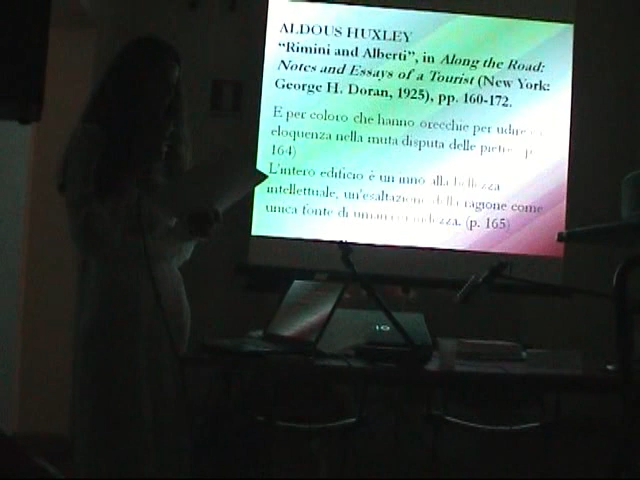 ALDOUS HUXLEY
“Rimini and Alberti”, in Along the Road:
Notes and Essays of a Tourist (New York:
George H. Doran, 1925), pp. 160-172.
E per coloro che hanno orecchie per udire
eloquenza nella muta disputa delle pietre
164)
L'intero edificio è un inno alla bellezza
intellettuale, un'esaltazione della ragione come
unica fonte di umana grandezza. (p. 165)